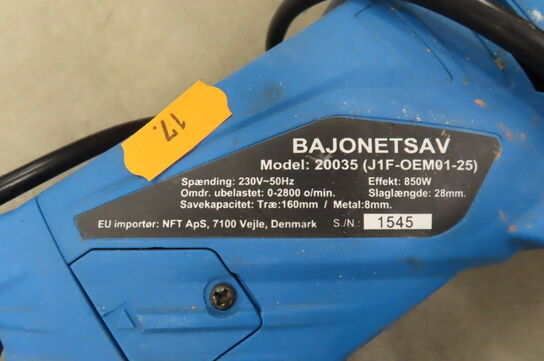 17.
BAJONETSAV
Model: 20035 (J1F-OEM01-25)
Spænding: 230V~50Hz Effekt: 850W
Omdr. ubelastet: 0-2800 o/min. Slaglængde: 28mm.
Savekapacitet: Træ:160mm / Metal:8mm.
EU importør: NFT ApS, 7100 Vejle, Denmark S./N.: 1545